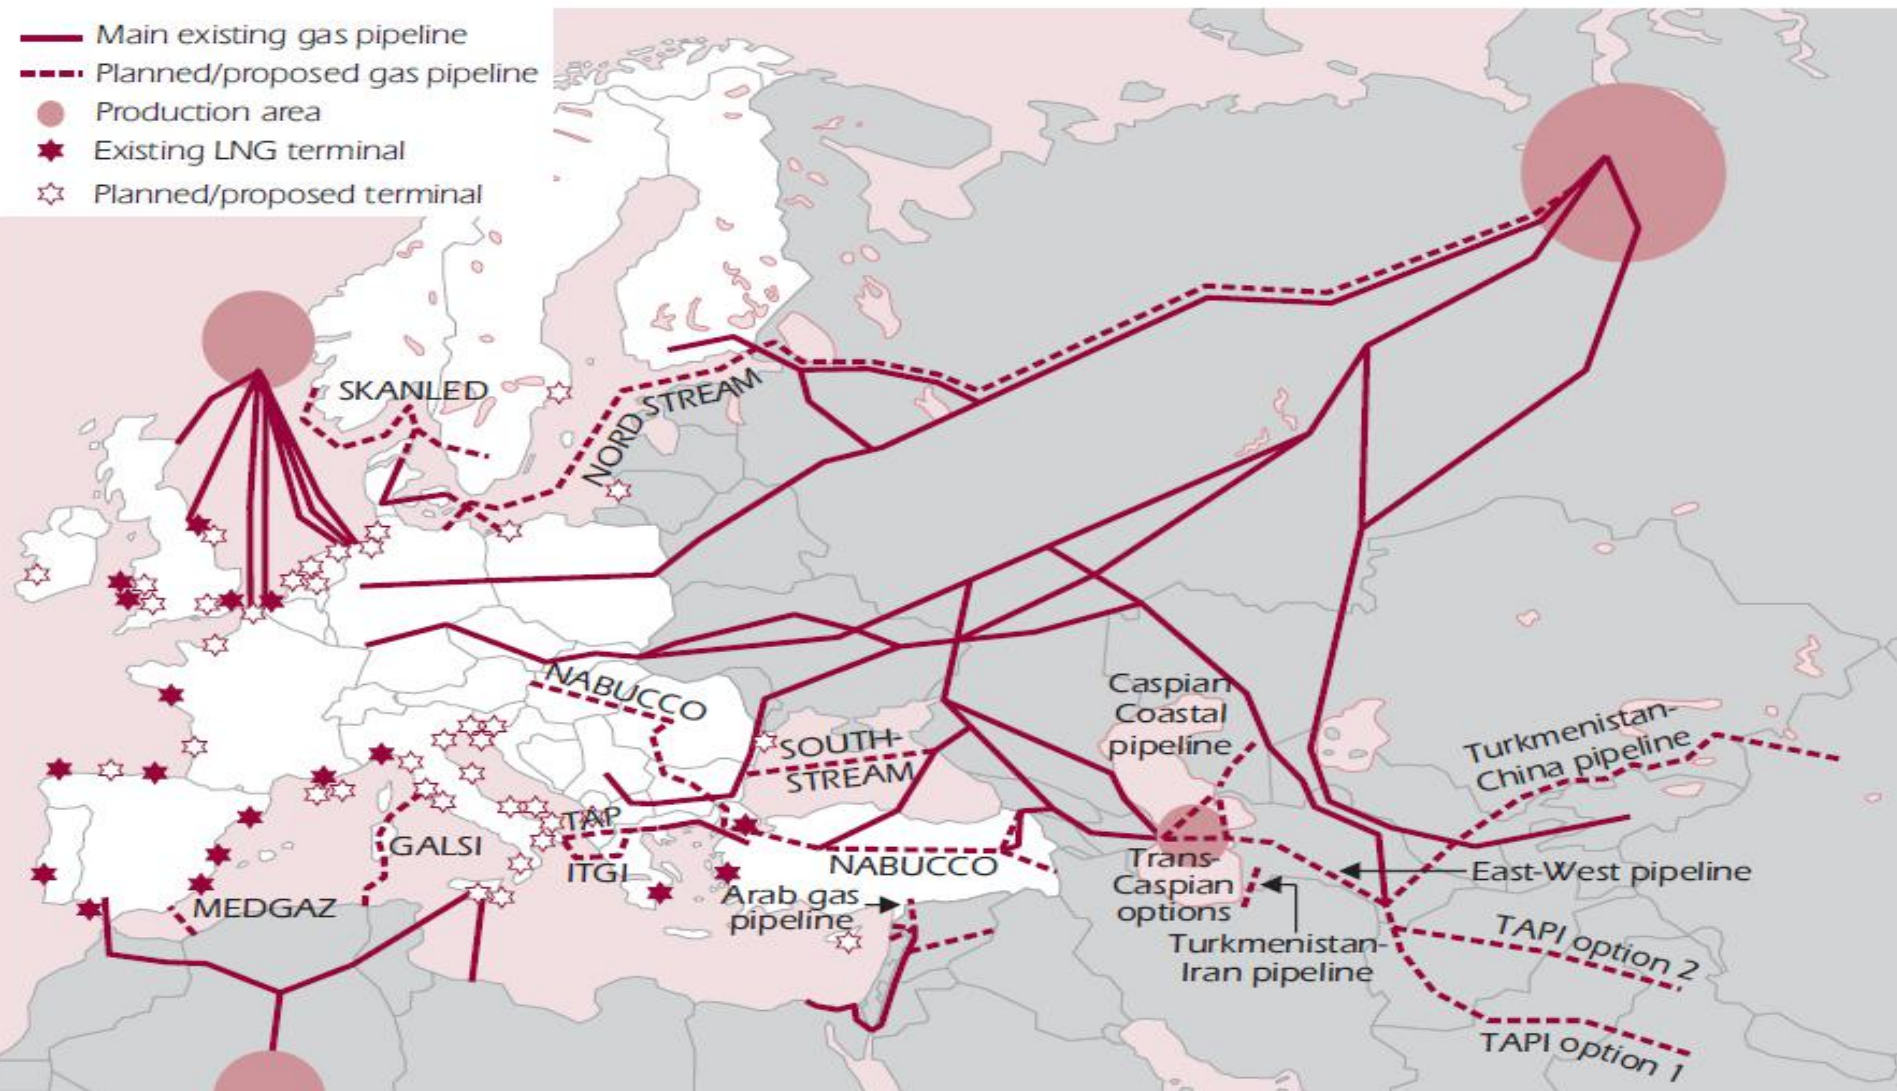 Main existing gas pipeline
Planned/proposed gas pipeline
Production area
Existing LNG terminal
Planned/proposed terminal
SKANLED
NORD STREAM
NABUCCO
SOUTH-
STREAM
Caspian
Coastal
pipeline
Turkmenistan-
China pipeline
TAP
ITGI
GALSI
MEDGAZ
NABUCCO
Arab gas
pipeline
Trans-
Caspian
options
East-West pipeline
Turkmenistan-
Iran pipeline
TAPI option 2
TAPI option 1